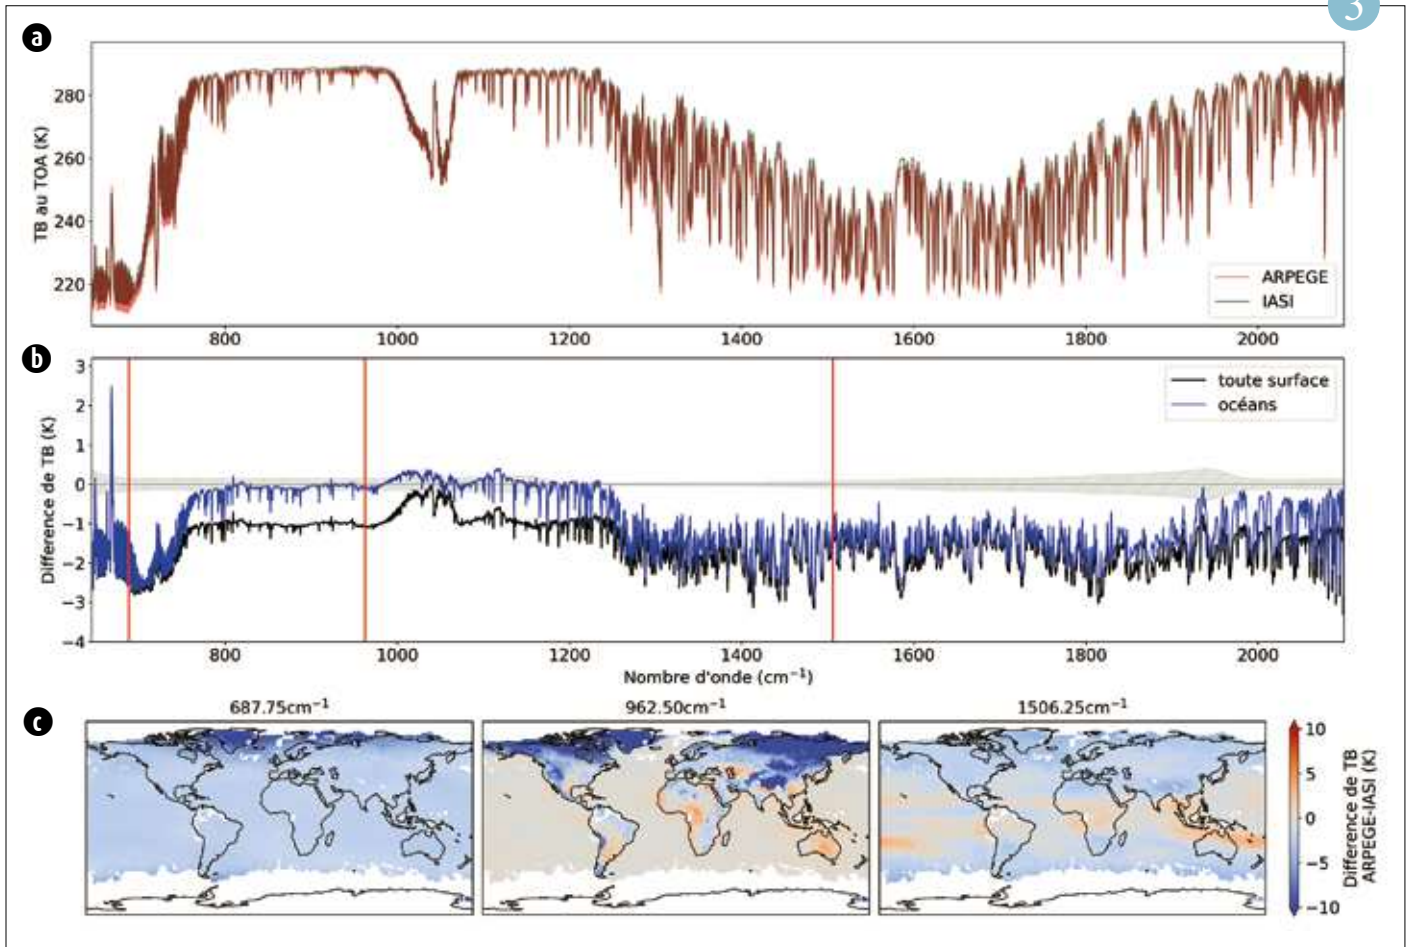 3
a
TB au TOA (K)
280
260
240
220
ARPEGE
IASI
800 1000 1200 1400 1600 1800 2000
b
Difference de TB (K)
3
2
1
0
−1
−2
−3
−4
toute surface
océans
800 1000 1200 1400 1600 1800 2000
Nombre d'onde (cm⁻¹)
c
687.75cm⁻¹ 962.50cm⁻¹ 1506.25cm⁻¹
10
5
0
−5
−10
Difference de TB
ARPEGE-IASI (K)